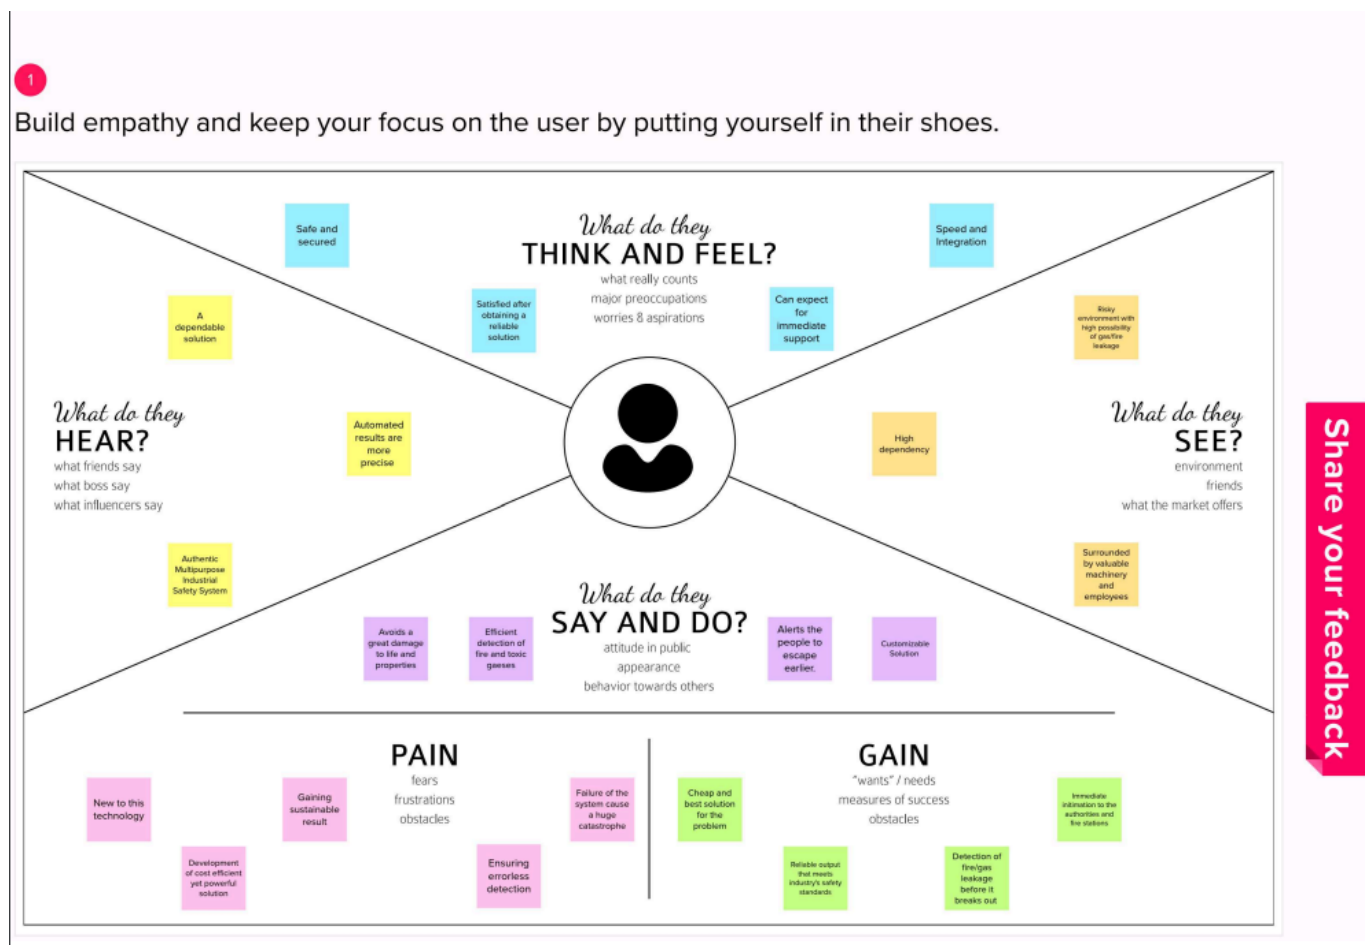 1
Build empathy and keep your focus on the user by putting yourself in their shoes.
What do they
THINK AND FEEL?
what really counts
major preoccupations
worries & aspirations
Safe and
secured
Satisfied after
obtaining a
reliable
solution
Can expect
for
immediate
support
Speed and
Integration
What do they
HEAR?
what friends say
what boss say
what influencers say
A
dependable
solution
Automated
results are
more
precise
Authentic
Multipurpose
Industrial
Safety System
What do they
SEE?
environment
friends
what the market offers
Risky
environment with
high possibility
of gas/fire
leakage
High
dependency
Surrounded
by valuable
machinery
and
employees
What do they
SAY AND DO?
attitude in public
appearance
behavior towards others
Avoids a
great damage
to life and
properties
Efficient
detection of
fire and toxic
gaeses
Alerts the
people to
escape
earlier.
Customizable
Solution
PAIN
fears
frustrations
obstacles
New to this
technology
Development
of cost efficient
yet powerful
solution
Gaining
sustainable
result
Ensuring
errorless
detection
Failure of the
system cause
a huge
catastrophe
GAIN
"wants" / needs
measures of success
obstacles
Cheap and
best solution
for the
problem
Reliable output
that meets
industry's safety
standards
Detection of
fire/gas
leakage
before it
breaks out
Immediate
initimation to the
authorities and
fire stations
Share your feedback